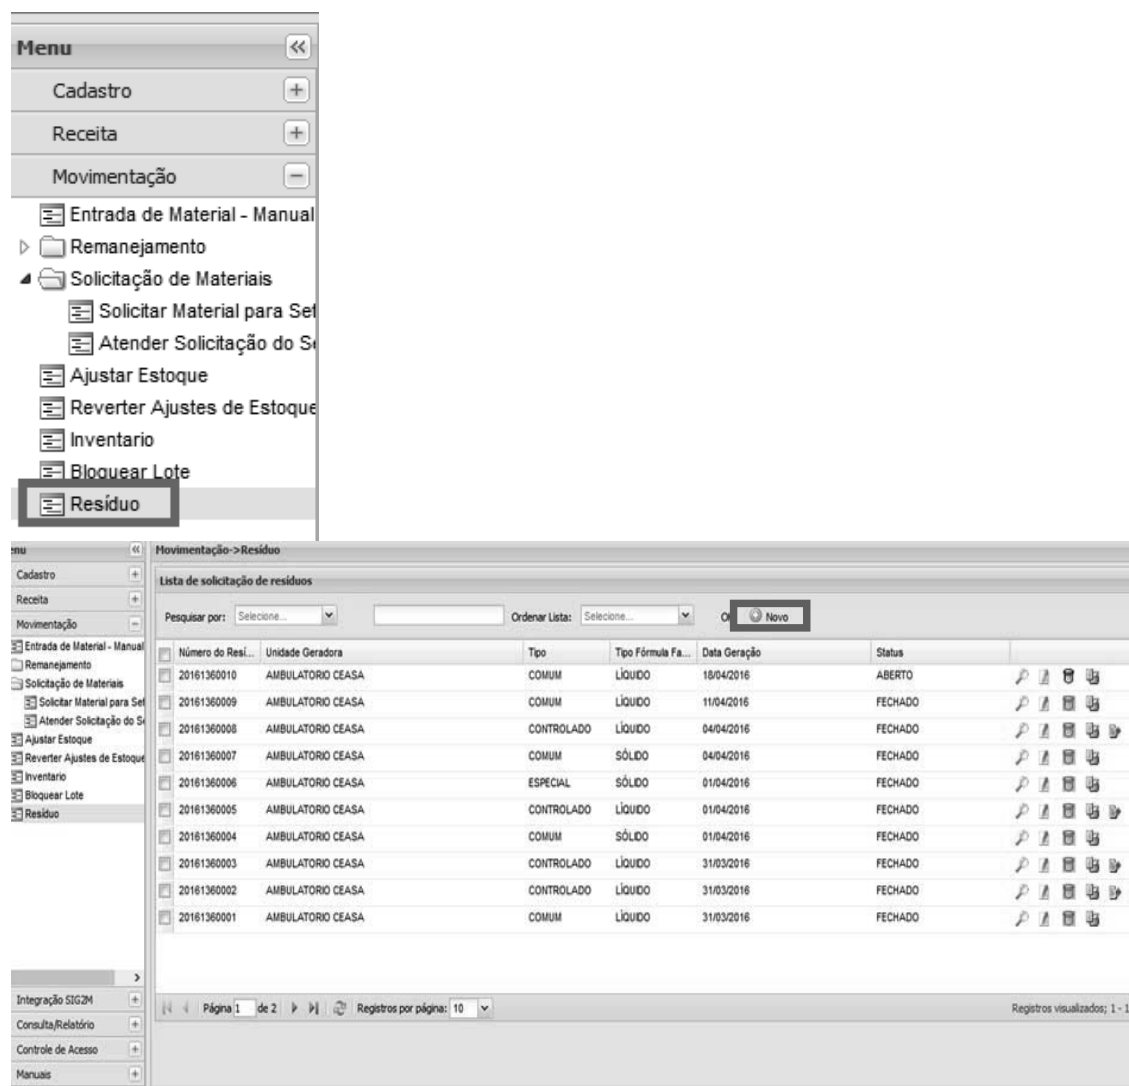 Menu
Cadastro
Receita
Movimentação
Entrada de Material - Manual
Remanejamento
Solicitação de Materiais
Solicitar Material para Set
Atender Solicitação do Se
Ajustar Estoque
Reverter Ajustes de Estoque
Inventario
Bloquear Lote
Resíduo
enu Movimentação->Resíduo
Cadastro Lista de solicitação de resíduos
Receita
Pesquisar por: Selecione... Ordenar Lista: Selecione... Novo
Movimentação
Entrada de Material - Manual Número do Resí... Unidade Geradora Tipo Tipo Fórmula Fa... Data Geração Status
Remanejamento
20161360010 AMBULATORIO CEASA COMUM LÍQUIDO 18/04/2016 ABERTO
Solicitação de Materiais
Solicitar Material para Set 20161360009 AMBULATORIO CEASA COMUM LÍQUIDO 11/04/2016 FECHADO
Atender Solicitação do Se
20161360008 AMBULATORIO CEASA CONTROLADO LÍQUIDO 04/04/2016 FECHADO
Ajustar Estoque
Reverter Ajustes de Estoque 20161360007 AMBULATORIO CEASA COMUM SÓLIDO 04/04/2016 FECHADO
Inventario
20161360006 AMBULATORIO CEASA ESPECIAL SÓLIDO 01/04/2016 FECHADO
Bloquear Lote
Resíduo 20161360005 AMBULATORIO CEASA CONTROLADO LÍQUIDO 01/04/2016 FECHADO
20161360004 AMBULATORIO CEASA COMUM SÓLIDO 01/04/2016 FECHADO
20161360003 AMBULATORIO CEASA CONTROLADO LÍQUIDO 31/03/2016 FECHADO
20161360002 AMBULATORIO CEASA CONTROLADO LÍQUIDO 31/03/2016 FECHADO
20161360001 AMBULATORIO CEASA COMUM LÍQUIDO 31/03/2016 FECHADO
Integração SIG2M Página 1 de 2 Registros por página: 10 Registros visualizados; 1 - 1
Consulta/Relatório
Controle de Acesso
Manuais